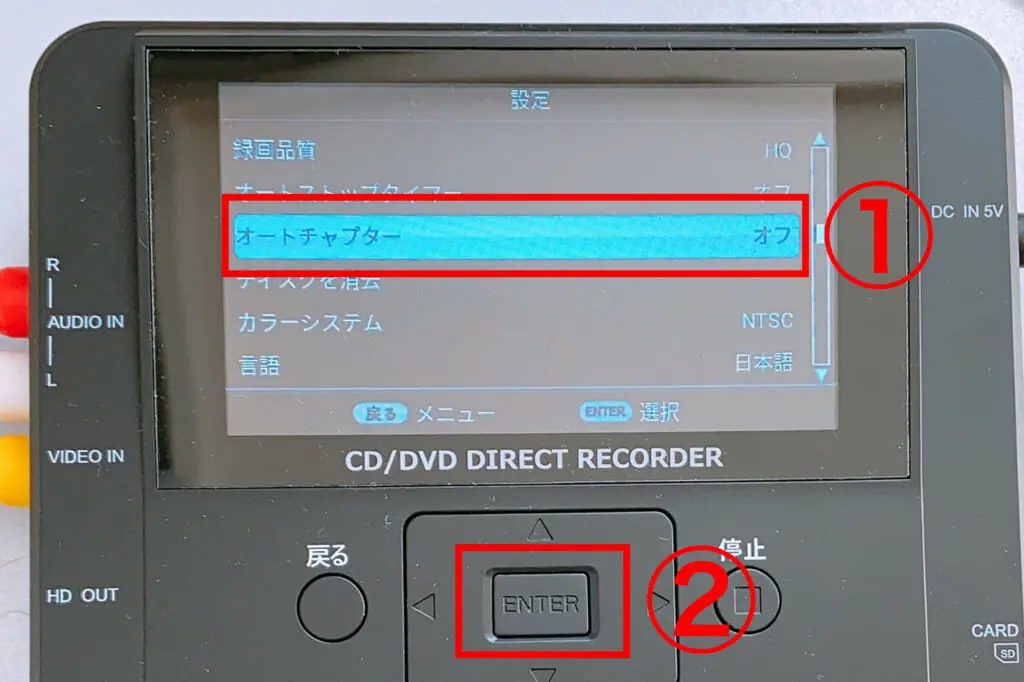 設定
録画品質 HQ
オートストップタイマー オフ
オートチャプター オフ
①
ディスクを消去
カラーシステム NTSC
言語 日本語
戻る メニュー ENTER 選択
CD/DVD DIRECT RECORDER
DC IN 5V
R
AUDIO IN
L
VIDEO IN
HD OUT
戻る
ENTER
②
停止
CARD
SD